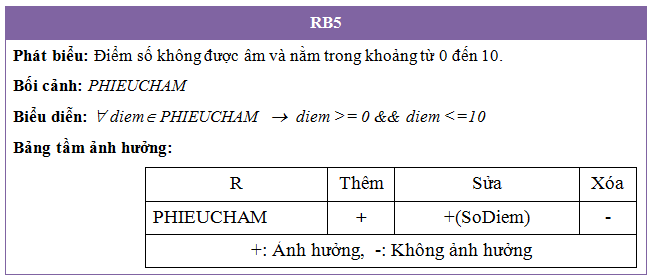 RB5
Phát biểu: Điểm số không được âm và nằm trong khoảng từ 0 đến 10.
Bối cảnh: PHIEUCHAM
Biểu diễn: ∀ diem ∈ PHIEUCHAM → diem >= 0 && diem <=10
Bảng tầm ảnh hưởng:
R Thêm Sửa Xóa
PHIEUCHAM + +(SoDiem) -
+: Ảnh hưởng, -: Không ảnh hưởng